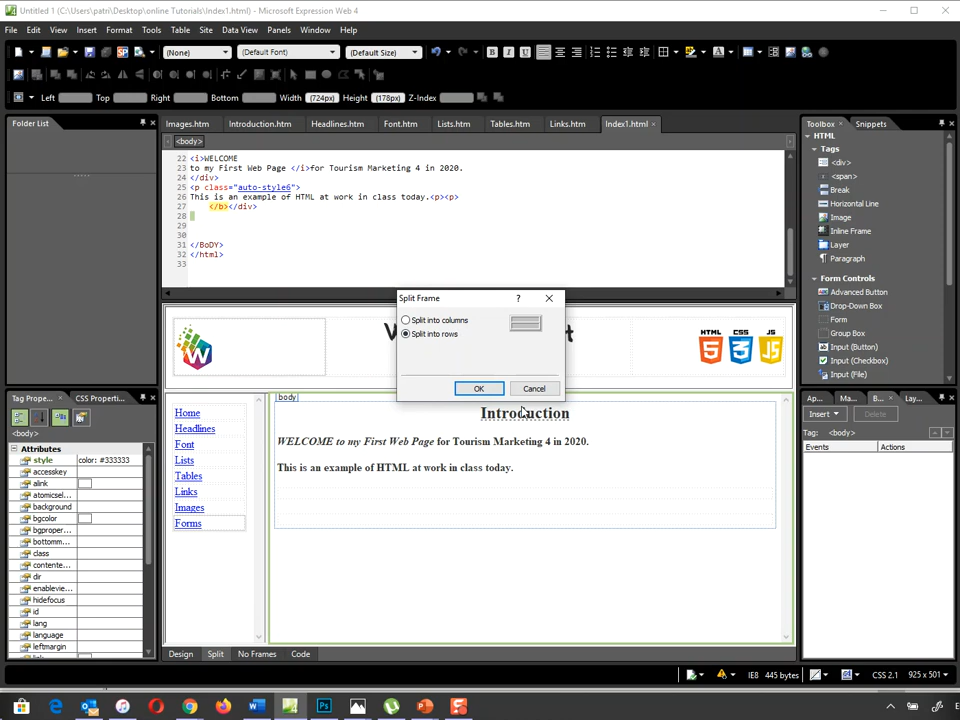 Untitled 1 (C:\Users\patri\Desktop\online Tutorials\Index1.html) - Microsoft Expression Web 4
File Edit View Insert Format Tools Table Site Data View Panels Window Help
(None) (Default Font) (Default Size) B I U
Left Top Right Bottom Width (724px) Height (178px) Z-Index
Folder List
Images.htm Introduction.htm Headlines.htm Font.htm Lists.htm Tables.htm Links.htm Index1.html
<body>
22 <i>WELCOME
23 to my First Web Page </i>for Tourism Marketing 4 in 2020.
24 </div>
25 <p class="auto-style6">
26 This is an example of HTML at work in class today.<p><p>
27 </b></div>
28
29
30
31 </BoDY>
32 </html>
33
Toolbox Snippets
HTML
Tags
<div>
<span>
Break
Horizontal Line
Image
Inline Frame
Layer
Paragraph
Form Controls
Advanced Button
Drop-Down Box
Form
Group Box
Input (Button)
Input (Checkbox)
Input (File)
Split Frame ?
Split into columns
Split into rows
OK Cancel
W
HTML CSS JS
5 3 5
body
Home
Headlines
Font
Lists
Tables
Links
Images
Forms
Introduction
WELCOME to my First Web Page for Tourism Marketing 4 in 2020.
This is an example of HTML at work in class today.
Tag Prope... CSS Properti...
<body>
Attributes
style color: #333333
accesskey
alink
atomicsel...
background
bgcolor
bgproper...
bottomm...
class
contente...
dir
enablevie...
hidefocus
id
lang
language
leftmargin
Ap... Ma... B... Lay...
Insert Delete
Tag: <body>
Events Actions
Design Split No Frames Code
IE8 445 bytes CSS 2.1 925 x 501